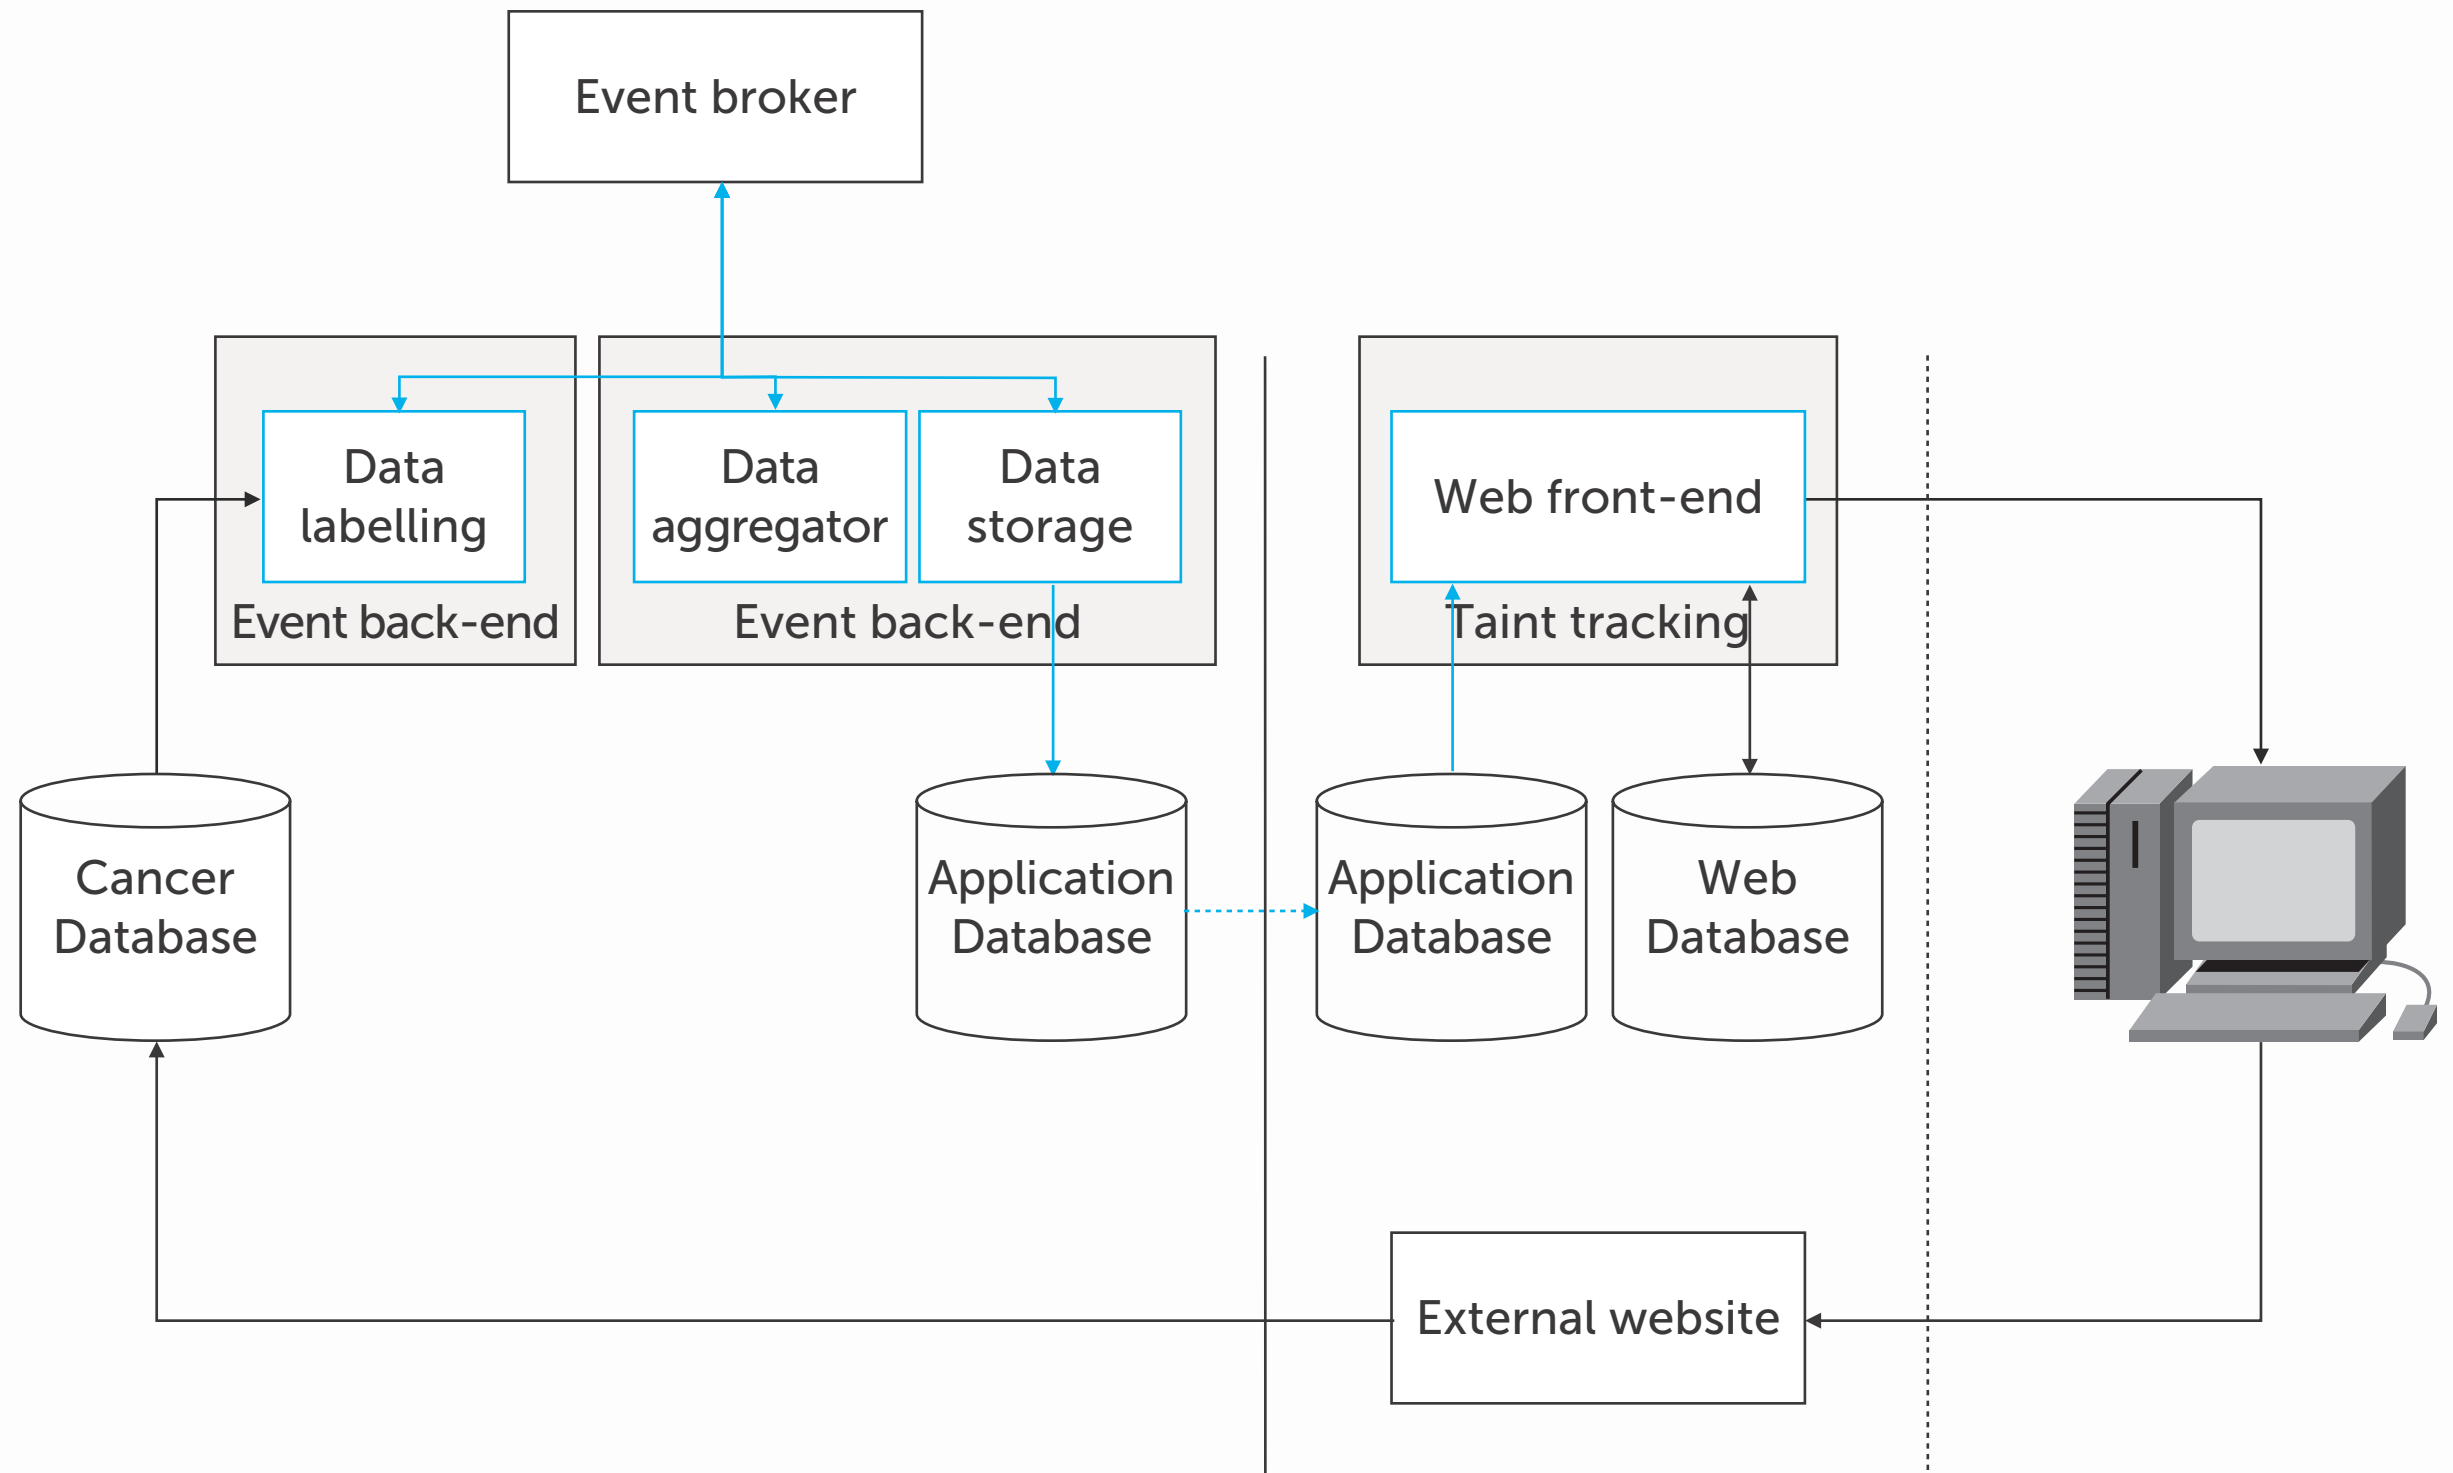 Event broker
Data
labelling
Event back-end
Data
aggregator
Data
storage
Event back-end
Web front-end
Taint tracking
Cancer
Database
Application
Database
Application
Database
Web
Database
External website